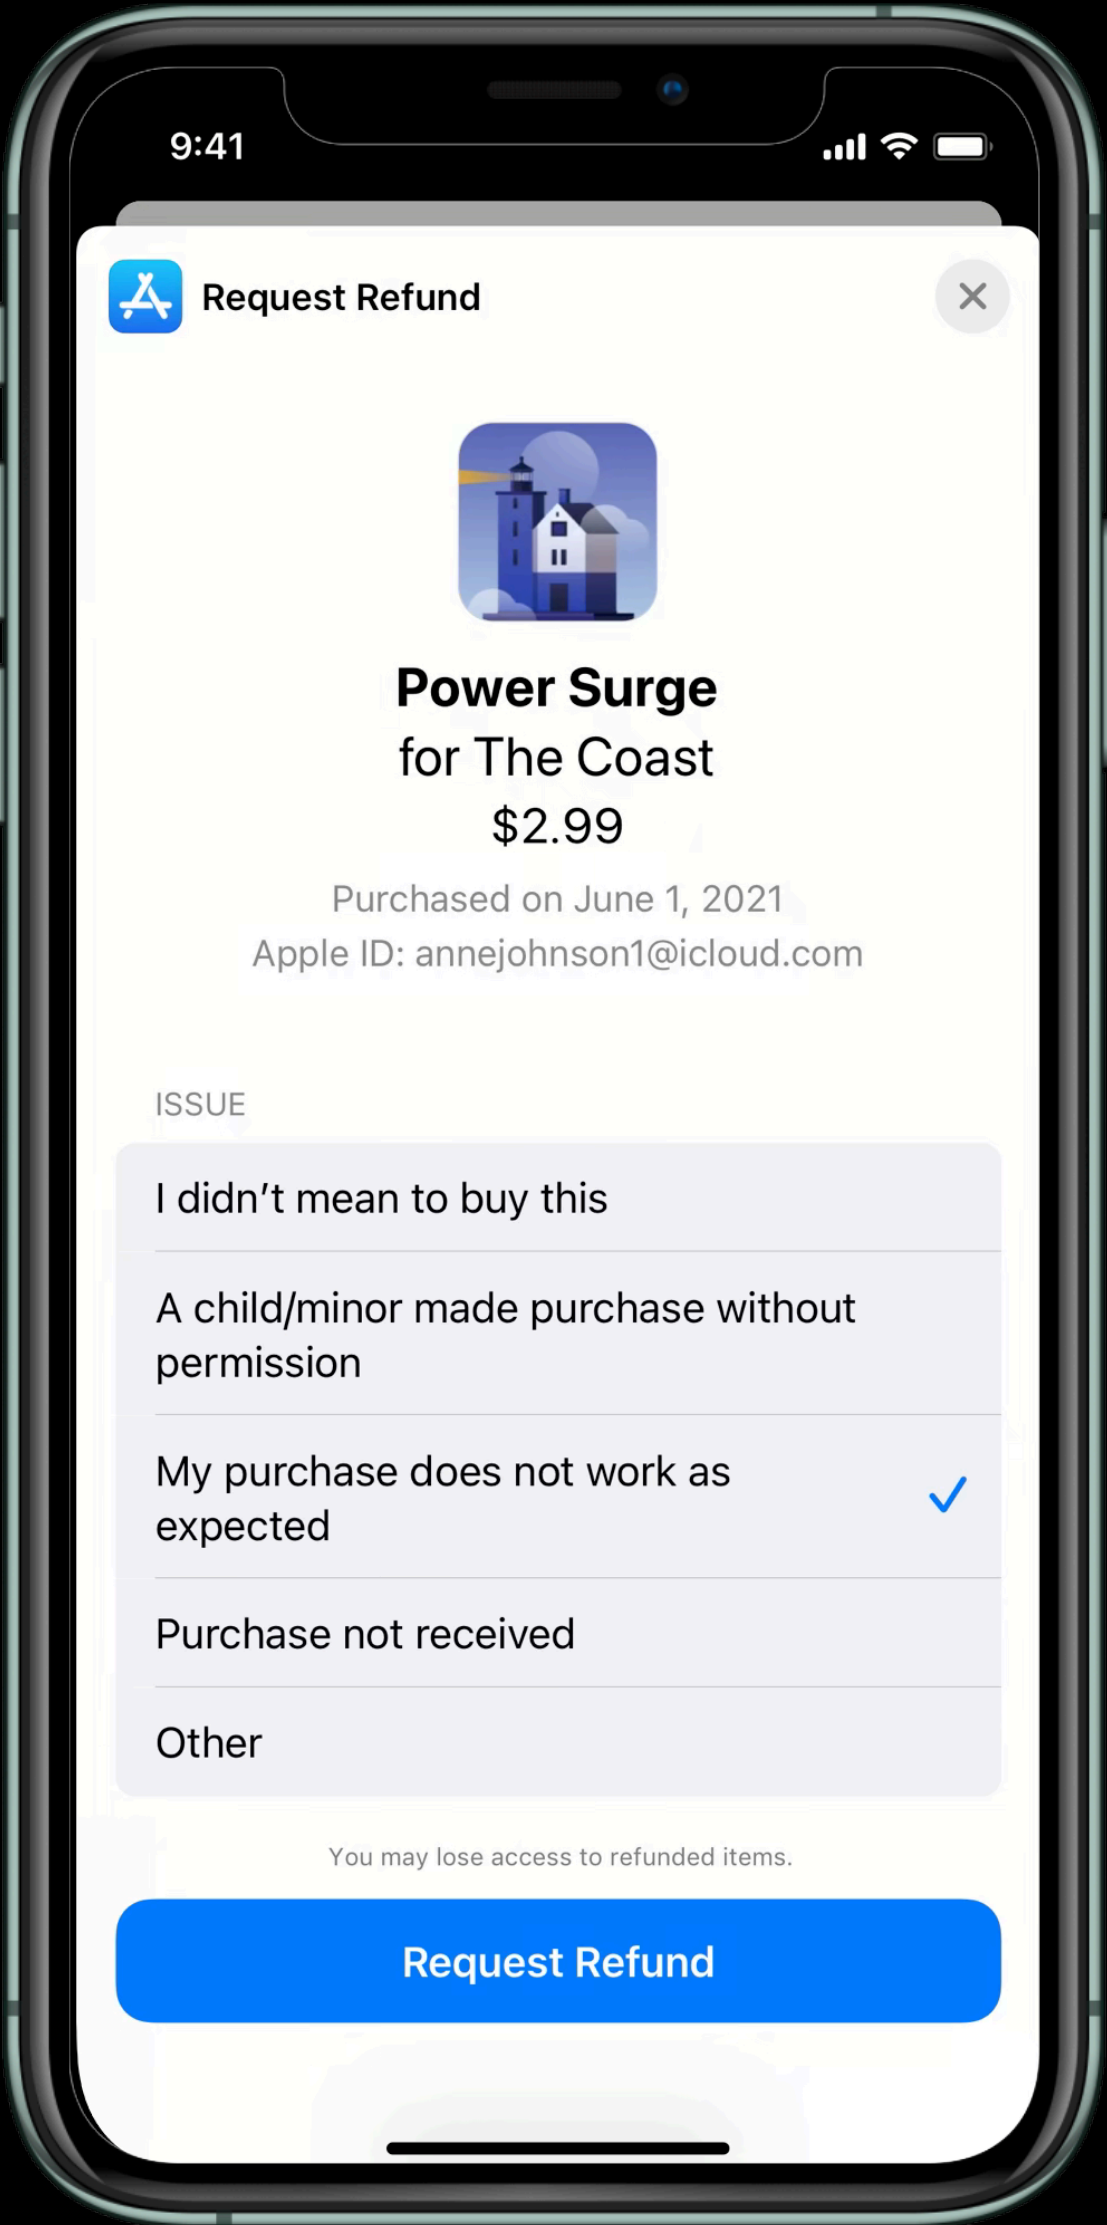 9:41
Request Refund
Power Surge
for The Coast
$2.99
Purchased on June 1, 2021
Apple ID: annejohnson1@icloud.com
ISSUE
I didn’t mean to buy this
A child/minor made purchase without
permission
My purchase does not work as
expected
Purchase not received
Other
You may lose access to refunded items.
Request Refund